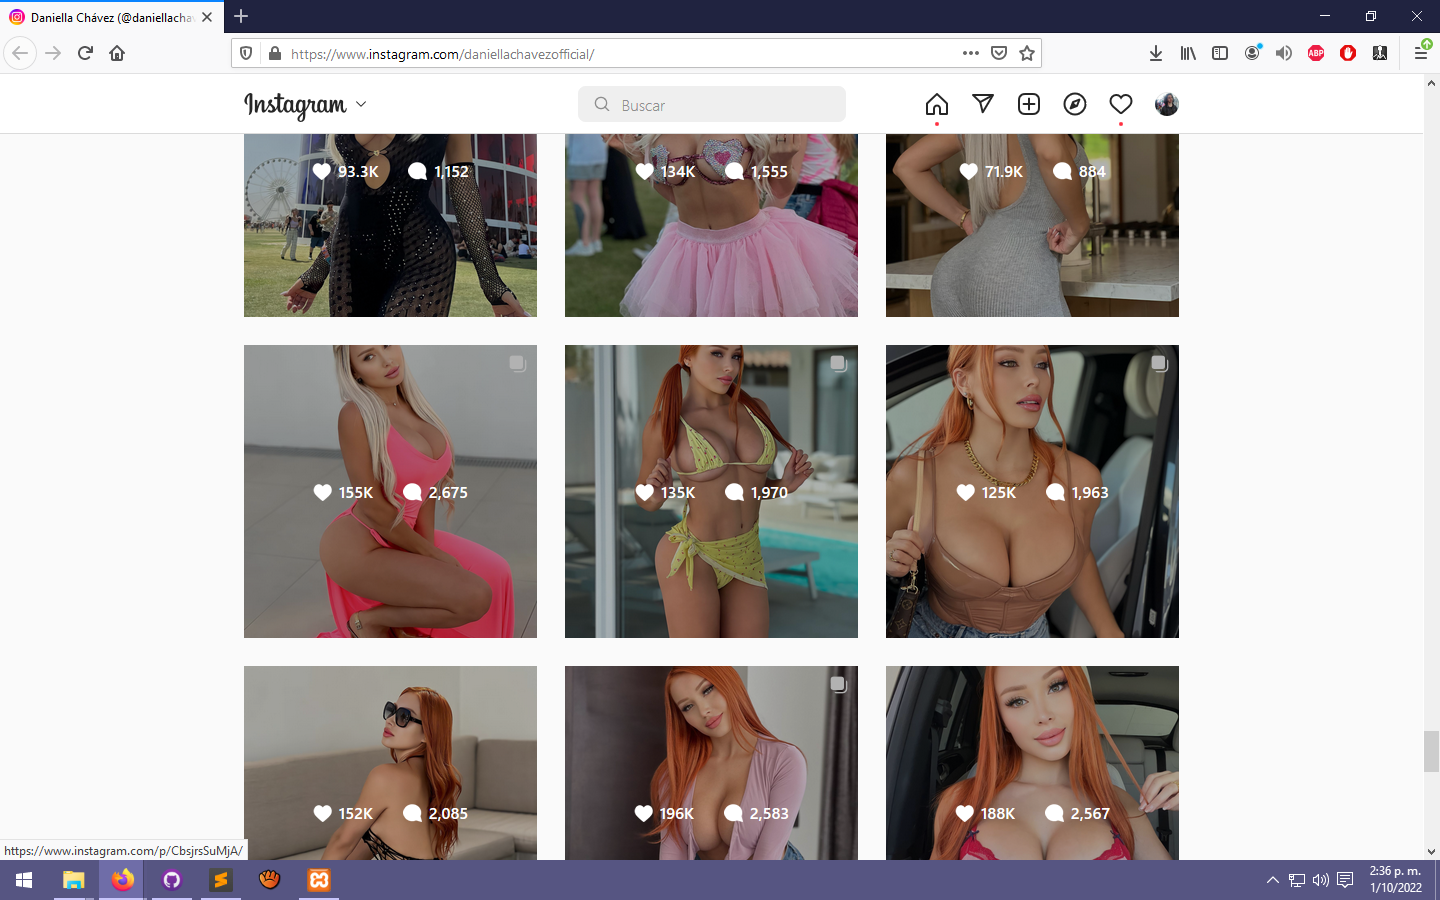 Daniella Chávez (@daniellachav
https://www.instagram.com/daniellachavezofficial/
ABP
Instagram
Buscar
93.3K 1,152
134K 1,555
71.9K 884
155K 2,675
135K 1,970
125K 1,963
152K 2,085
196K 2,583
188K 2,567
https://www.instagram.com/p/CbsjrsSuMjA/
2:36 p. m.
1/10/2022